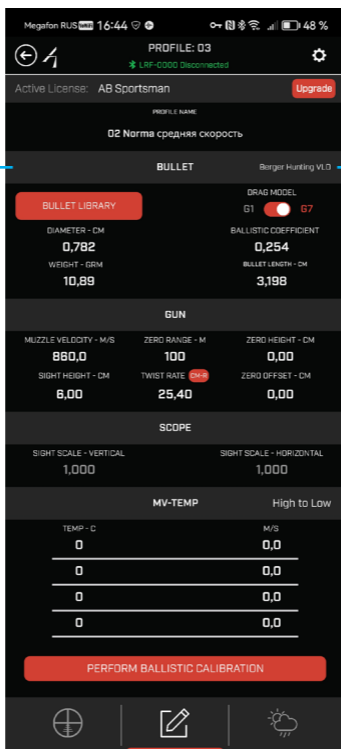 Megafon RUS 16:44 48 %
PROFILE: 03
LRF-0000 Disconnected
Active License: AB Sportsman Upgrade
PROFILE NAME
02 Norma средняя скорость
BULLET Berger Hunting VLD
BULLET LIBRARY
DRAG MODEL
G1 G7
DIAMETER - CM BALLISTIC COEFFICIENT
0,782 0,254
WEIGHT - GRM BULLET LENGTH - CM
10,89 3,198
GUN
MUZZLE VELOCITY - M/S ZERO RANGE - M ZERO HEIGHT - CM
860,0 100 0,00
SIGHT HEIGHT - CM TWIST RATE CM-R ZERO OFFSET - CM
6,00 25,40 0,00
SCOPE
SIGHT SCALE - VERTICAL SIGHT SCALE - HORIZONTAL
1,000 1,000
MV-TEMP High to Low
TEMP - C M/S
0 0,0
0 0,0
0 0,0
0 0,0
PERFORM BALLISTIC CALIBRATION